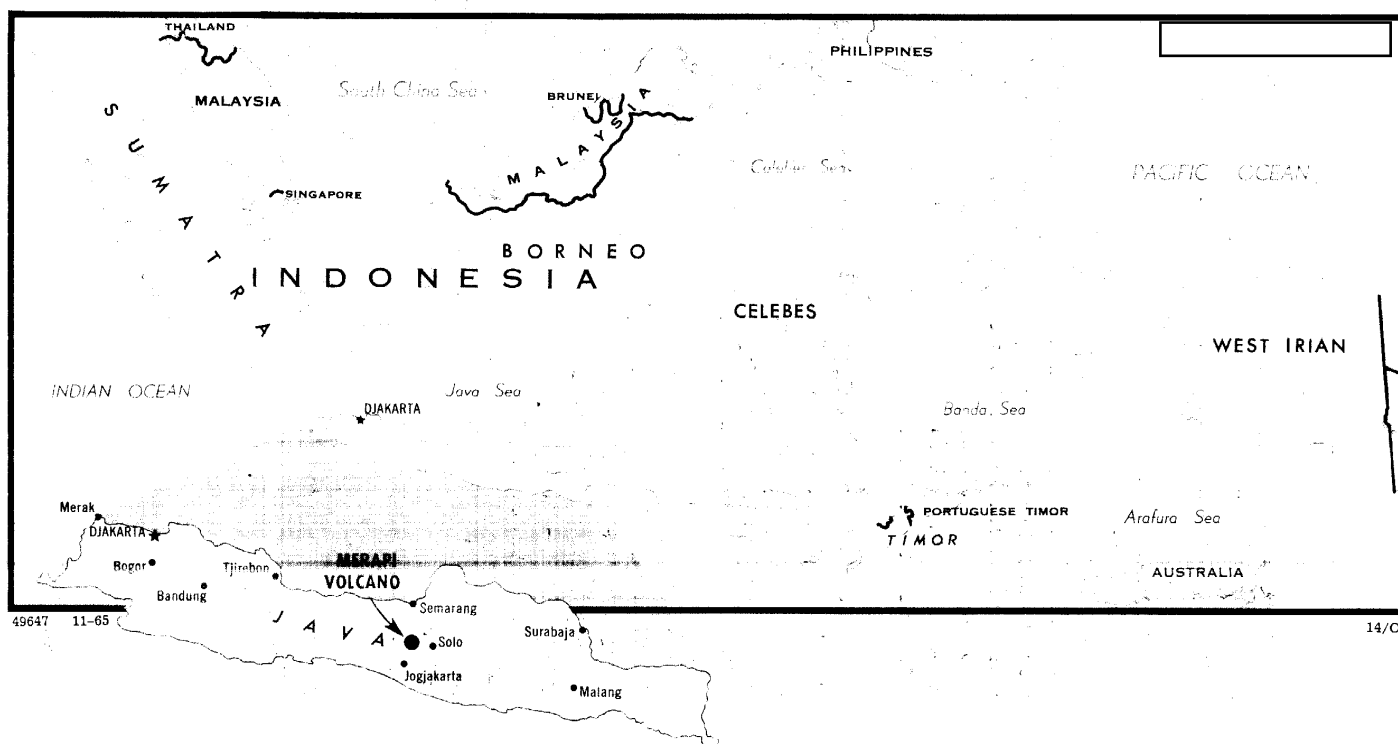 THAILAND
PHILIPPINES
MALAYSIA
South China Sea
BRUNEI
MALAYSIA
SUMATRA
Celebes Sea
PACIFIC OCEAN
SINGAPORE
BORNEO
INDONESIA
CELEBES
WEST IRIAN
INDIAN OCEAN
Java Sea
DJAKARTA
Banda Sea
Merak
DJAKARTA
PORTUGUESE TIMOR
TIMOR
Arafura Sea
MERAPI
VOLCANO
Bogor
Tjirebon
AUSTRALIA
Bandung
Semarang
49647 11-65
JAVA
Surabaja
14/C
Solo
Jogjakarta
Malang